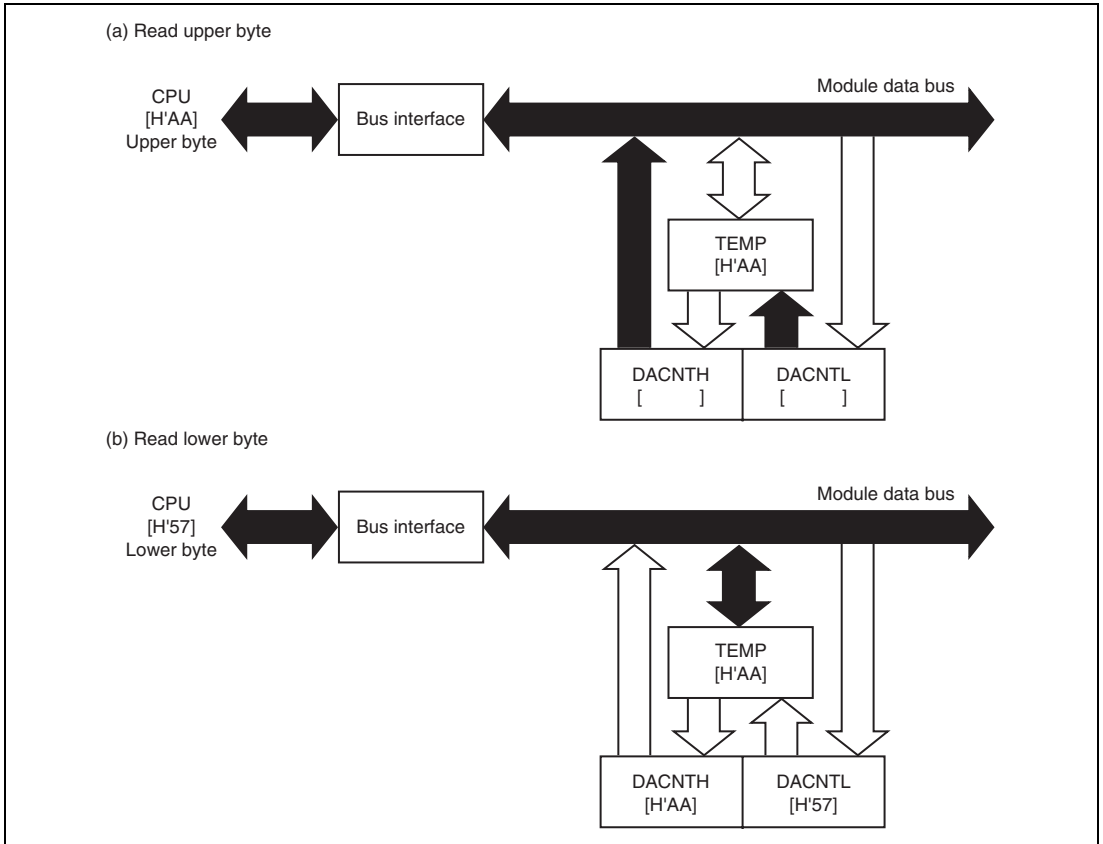 (a) Read upper byte
CPU
[H'AA]
Upper byte
Bus interface
Module data bus
TEMP
[H'AA]
DACNTH
[ ]
DACNTL
[ ]
(b) Read lower byte
CPU
[H'57]
Lower byte
Bus interface
Module data bus
TEMP
[H'AA]
DACNTH
[H'AA]
DACNTL
[H'57]